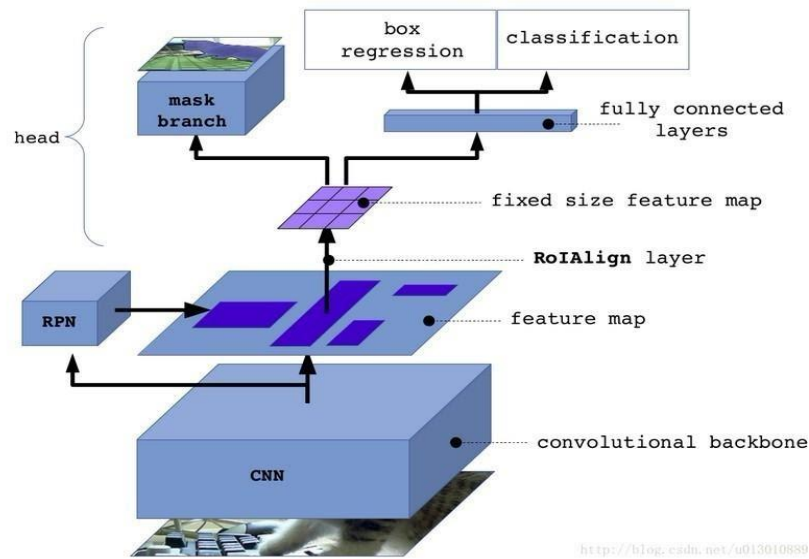 box
regression
classification
mask
branch
fully connected
layers
head
fixed size feature map
RoIAlign layer
RPN
feature map
convolutional backbone
CNN
http://blog.csdn.net/u013010889